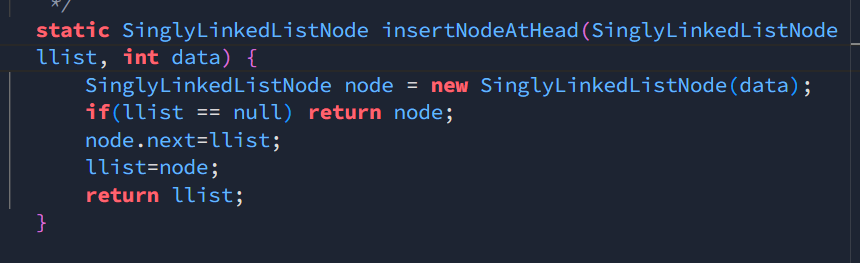 */
static SinglyLinkedListNode insertNodeAtHead(SinglyLinkedListNode
llist, int data) {
SinglyLinkedListNode node = new SinglyLinkedListNode(data);
if(llist == null) return node;
node.next=llist;
llist=node;
return llist;
}